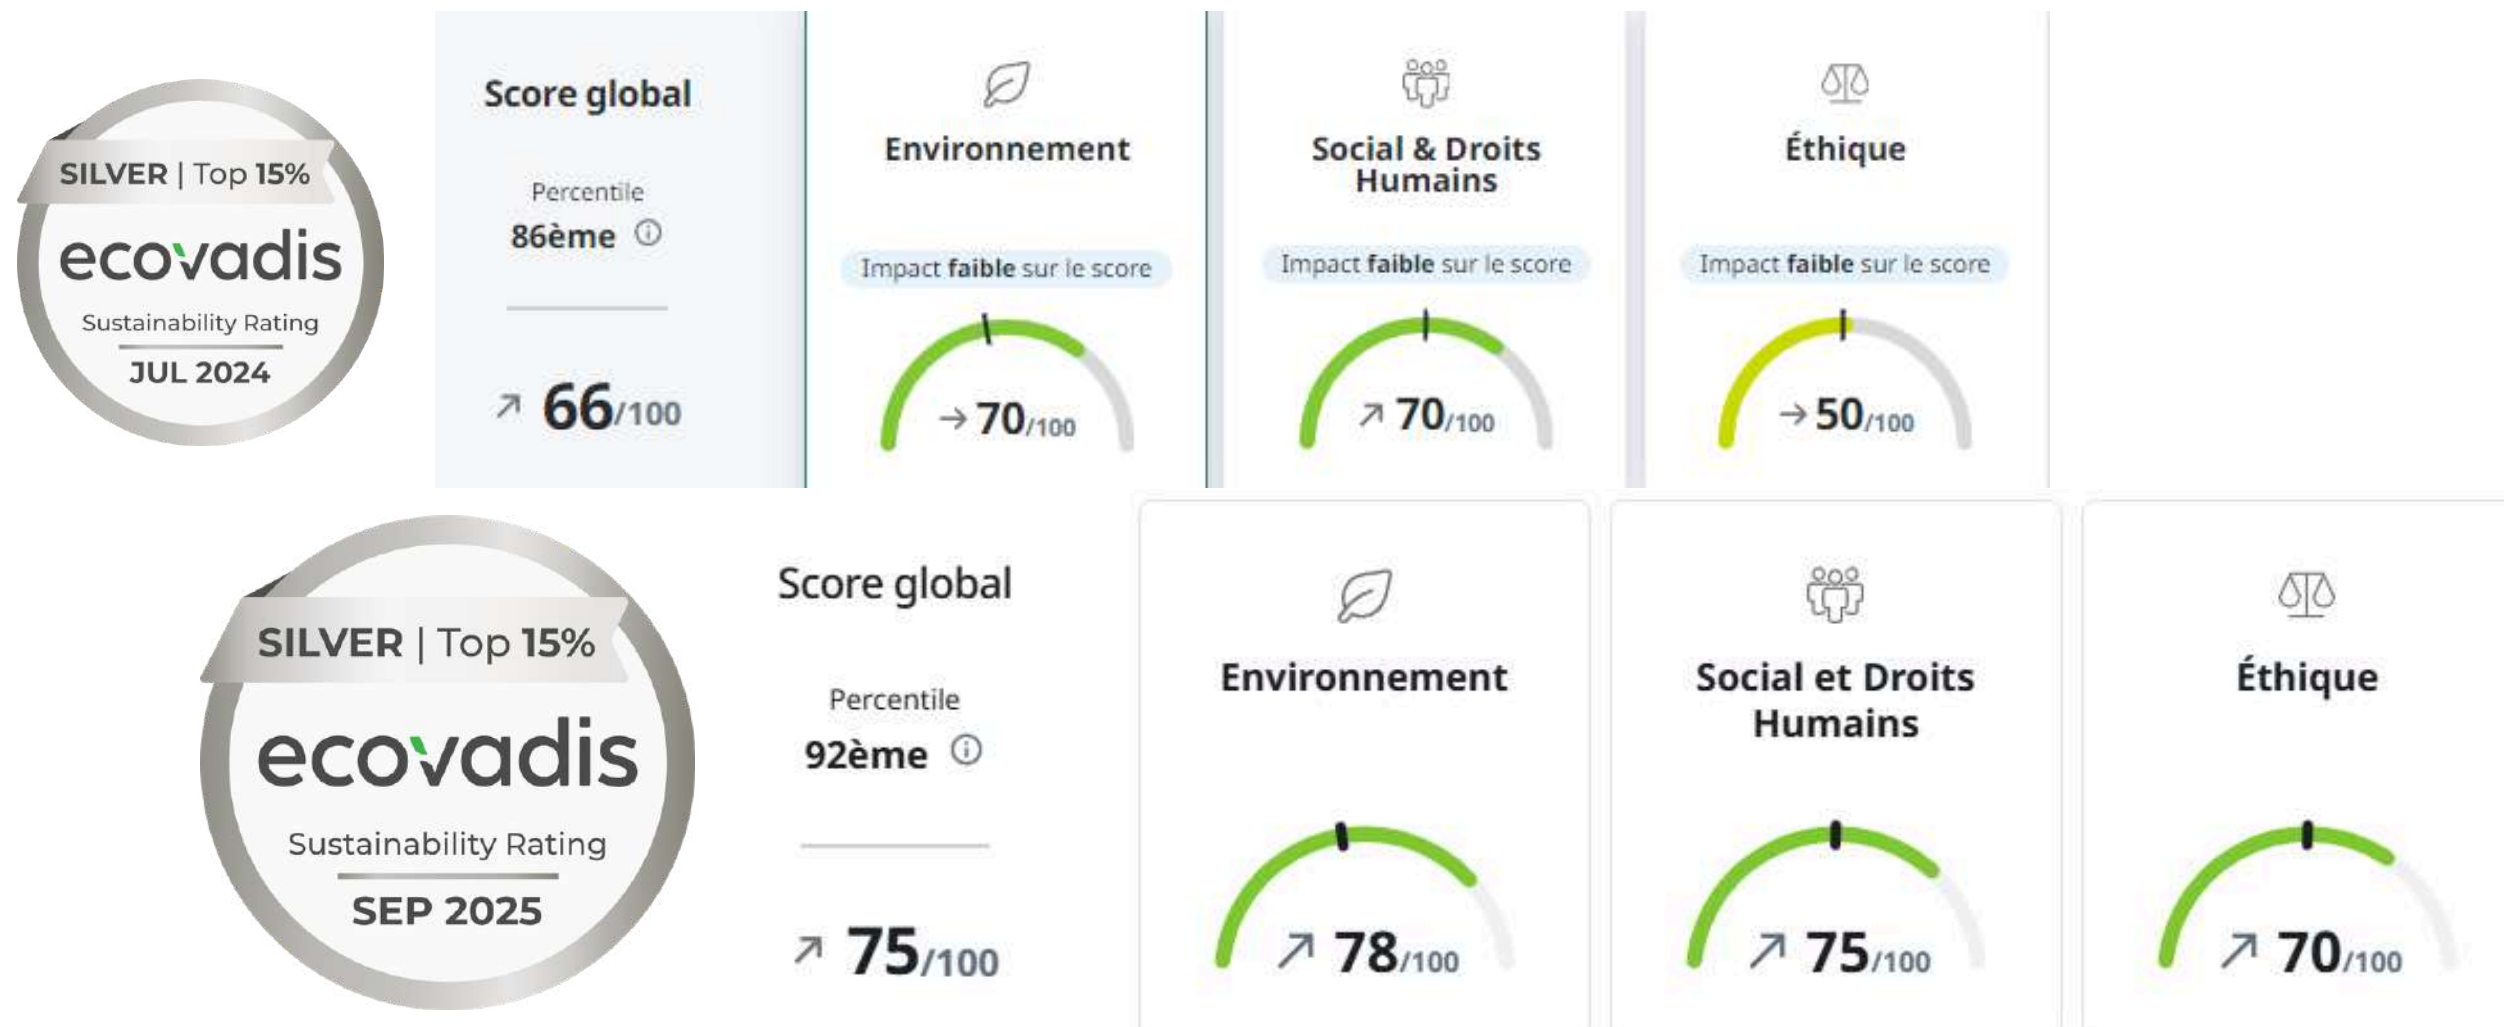 SILVER | Top 15%
ecovadis
Sustainability Rating
JUL 2024
Score global
Percentile
86ème
66/100
Environnement
Impact faible sur le score
70/100
Social & Droits
Humains
Impact faible sur le score
70/100
Éthique
Impact faible sur le score
50/100
SILVER | Top 15%
ecovadis
Sustainability Rating
SEP 2025
Score global
Percentile
92ème
75/100
Environnement
78/100
Social et Droits
Humains
75/100
Éthique
70/100